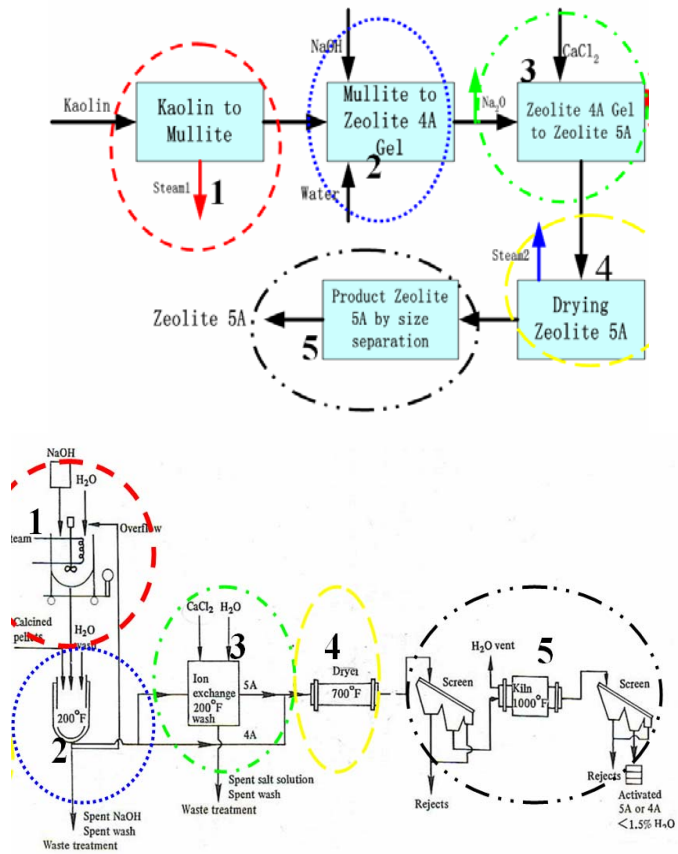 NaOH
CaCl2
3
Kaolin
Kaolin to
Mullite
Mullite to
Zeolite 4A
Gel
Na2O
Zeolite 4A Gel
to Zeolite 5A
2
Steam1
1
Water
Steam2
4
Zeolite 5A
Product Zeolite
5A by size
separation
5
Drying
Zeolite 5A
NaOH
H2O
1
Overflow
team
Calcined
pellets
H2O
wash
CaCl2 H2O
3
4
5
H2O vent
Dryer
Screen
Ion
exchange
200°F
wash
5A
700°F
Kiln
1000°F
Screen
200°F
2
4A
Spent salt solution
Spent wash
Waste treatment
Rejects
Rejects
Activated
5A or 4A
<1.5% H2O
Spent NaOH
Spent wash
Waste treatment